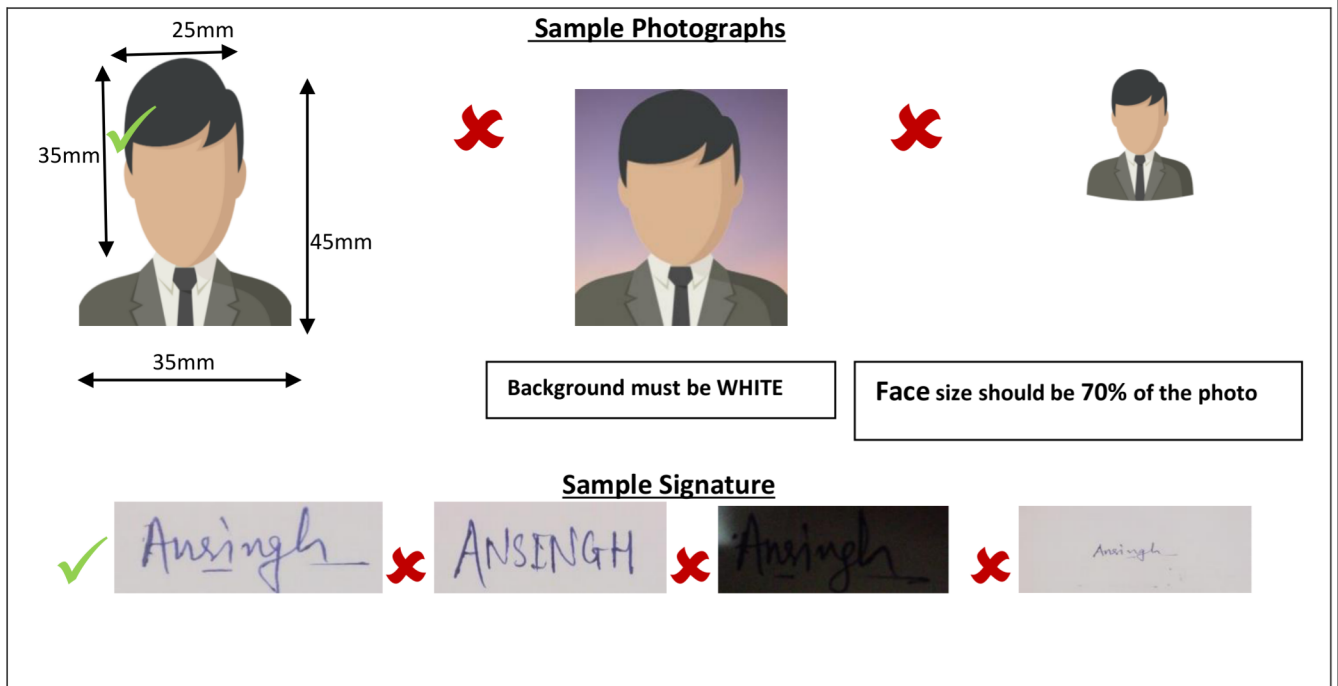 Sample Photographs
25mm
35mm
45mm
35mm
Background must be WHITE
Face size should be 70% of the photo
Sample Signature
Ansingh
ANSINGH
Ansingh
Ansingh